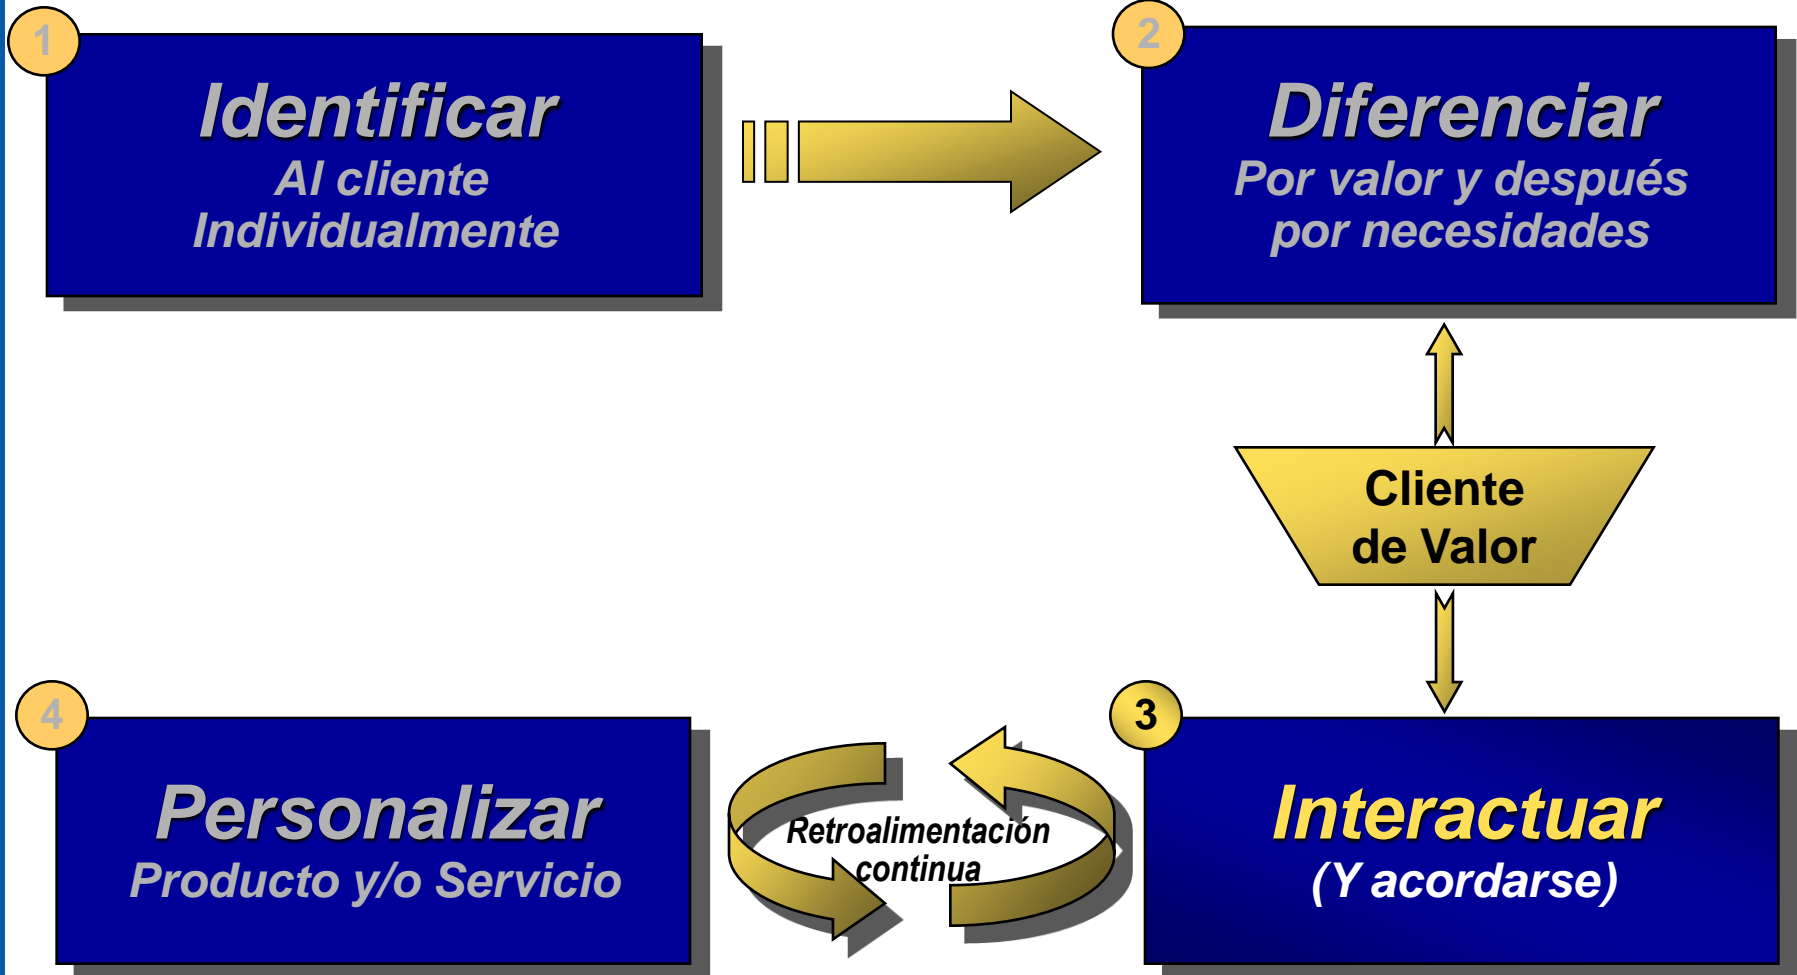 1
Identificar
Al cliente
Individualmente
2
Diferenciar
Por valor y después
por necesidades
Cliente
de Valor
3
Interactuar
(Y acordarse)
Retroalimentación
continua
4
Personalizar
Producto y/o Servicio